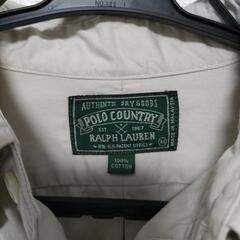 AUTHENTIC DRY GOODS
POLO COUNTRY
EST. 1967
RALPH LAUREN
REG. U.S. PATENT OFFICE
M
MADE IN MALAYSIA
100%
COTTON